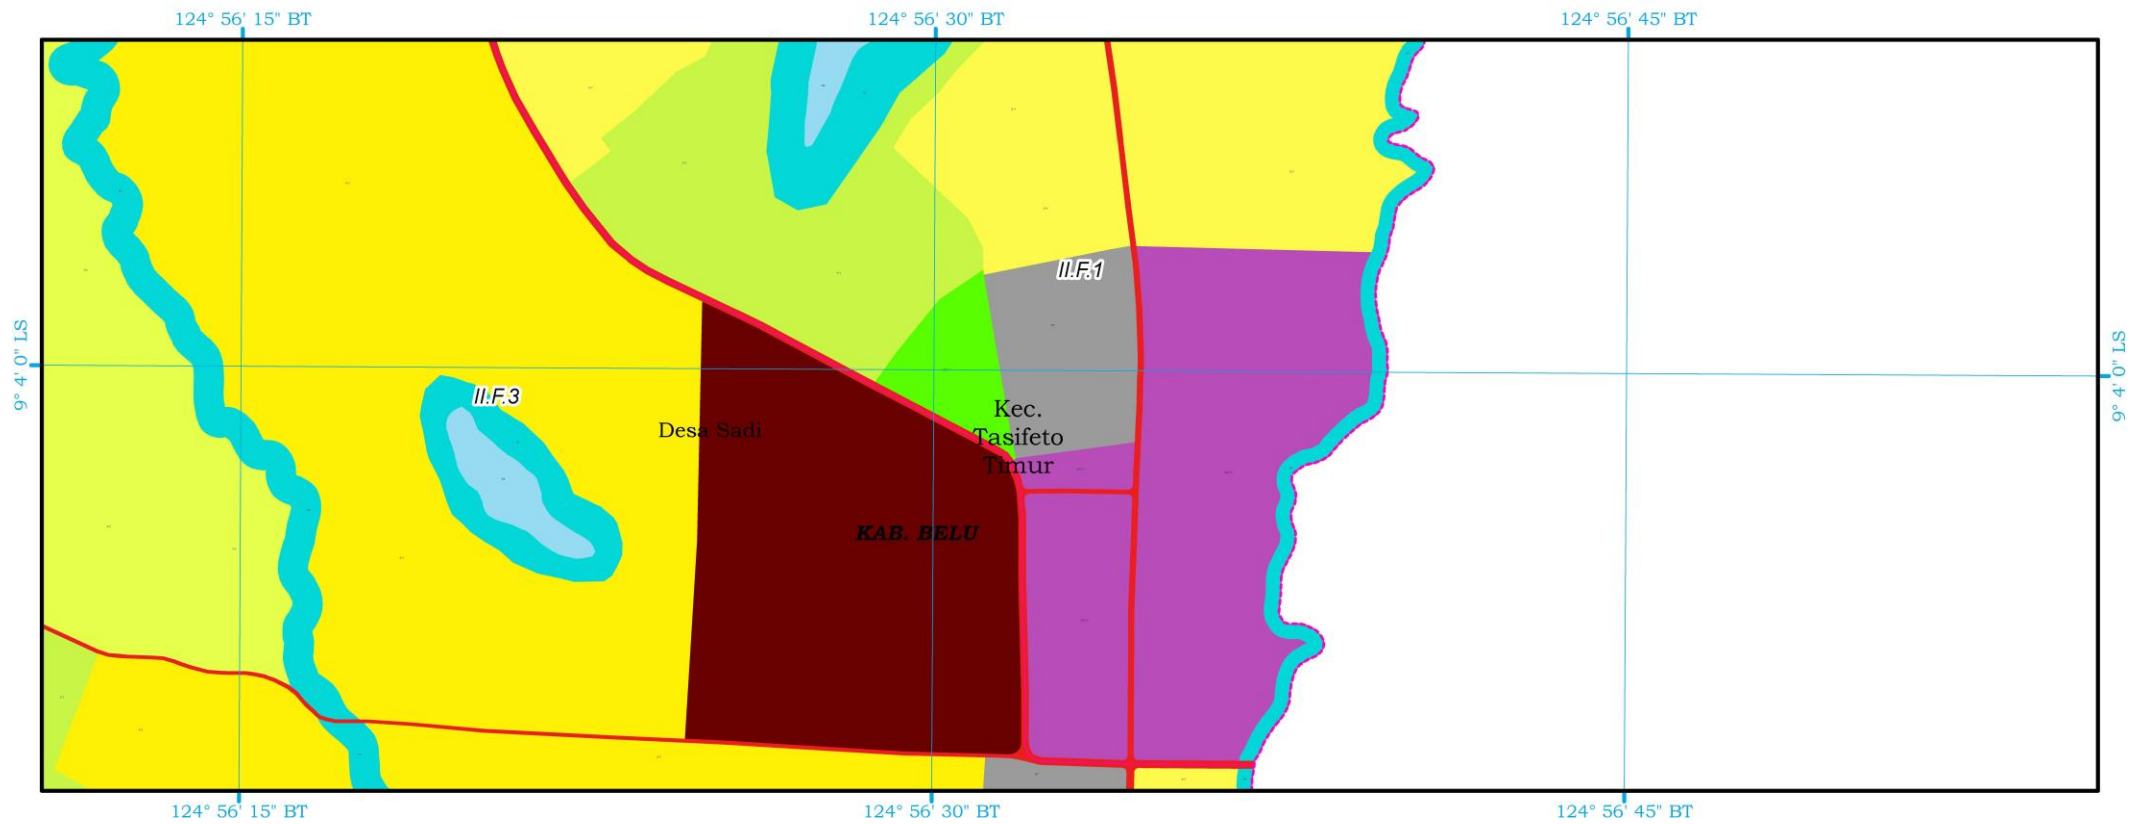 124° 56' 15" BT
124° 56' 30" BT
124° 56' 45" BT
II.F.1
9° 4' 0" LS
9° 4' 0" LS
II.F.3
Desa Sadi
Kec.
Tasifeto
Timur
KAB. BELU
124° 56' 15" BT
124° 56' 30" BT
124° 56' 45" BT